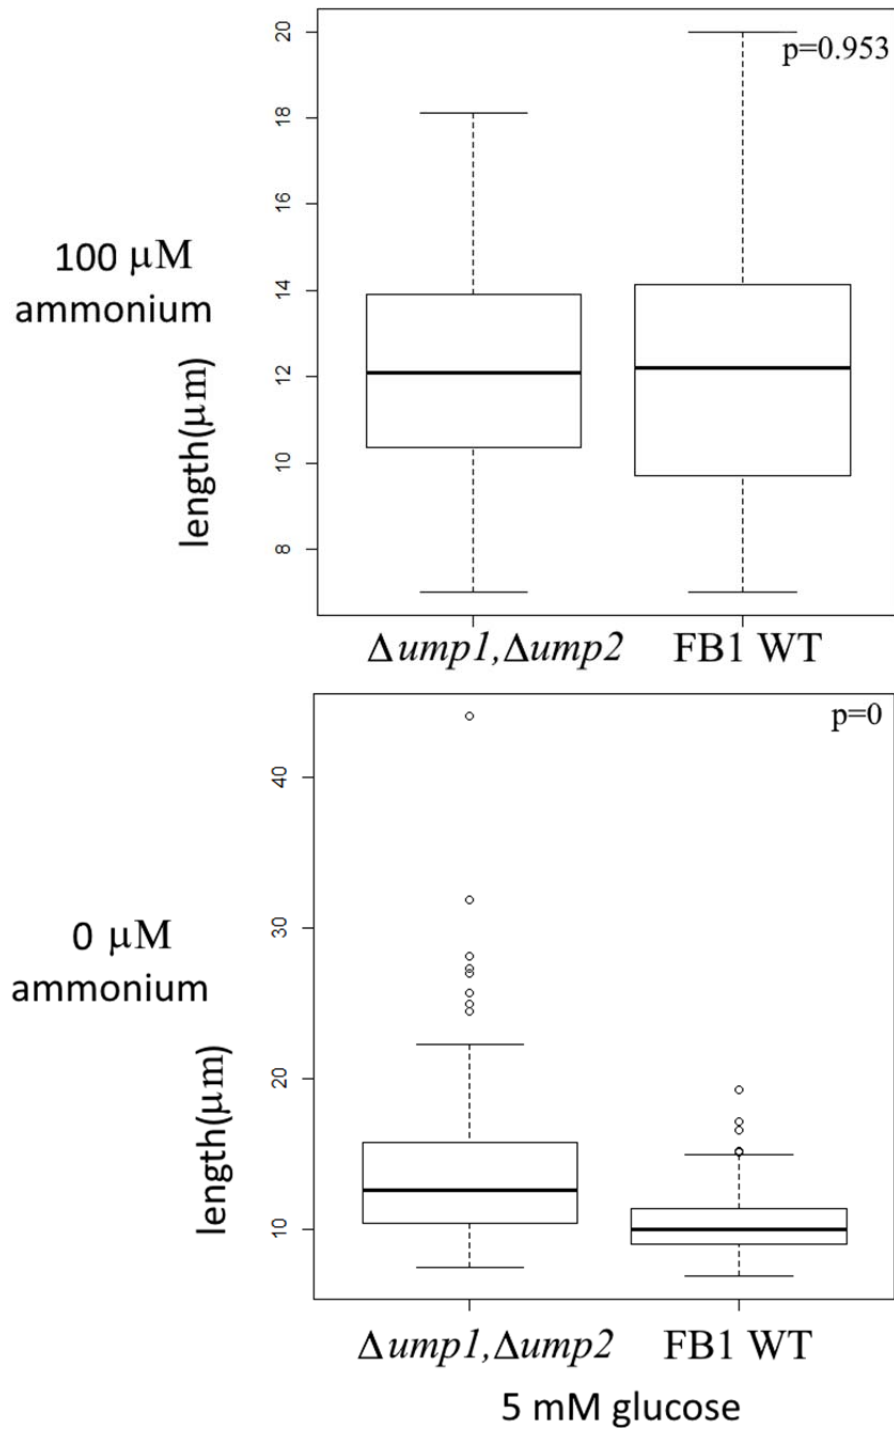 20
p=0.953
18
16
100 μM
ammonium
14
12
length(μm)
10
8
Δump1,Δump2 FB1 WT
p=0
40
30
0 μM
ammonium
20
length(μm)
10
Δump1,Δump2 FB1 WT
5 mM glucose